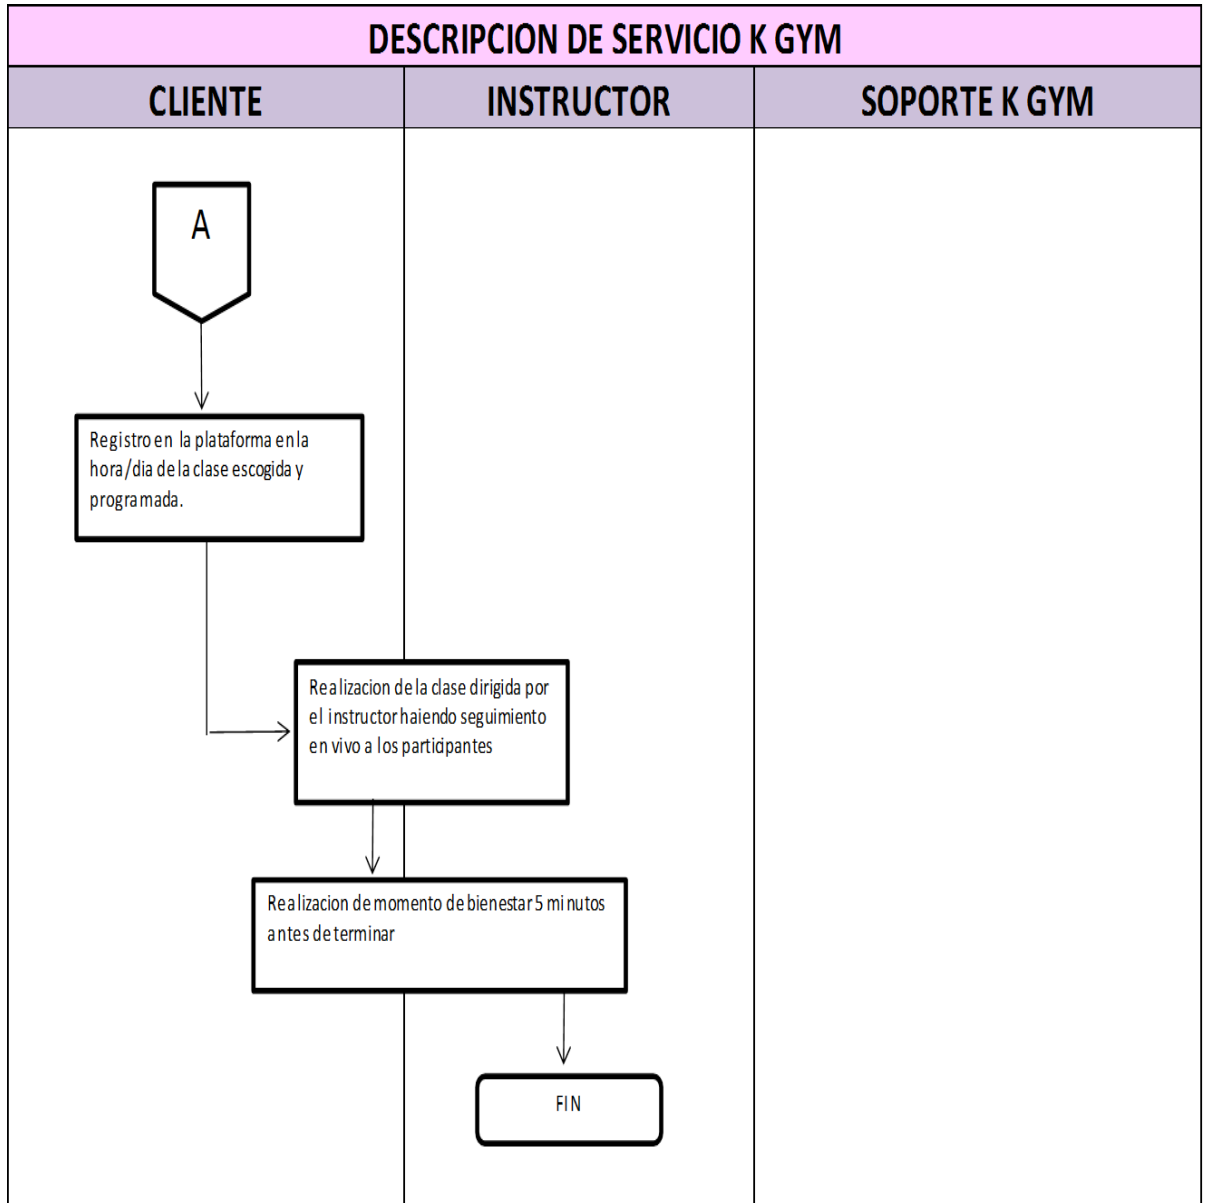 DESCRIPCION DE SERVICIO K GYM
CLIENTE
INSTRUCTOR
SOPORTE K GYM
A
Registro en la plataforma en la
hora/dia de la clase escogida y
programada.
Realizacion de la clase dirigida por
el instructor haiendo seguimiento
en vivo a los participantes
Realizacion de momento de bienestar 5 minutos
antes de terminar
FIN